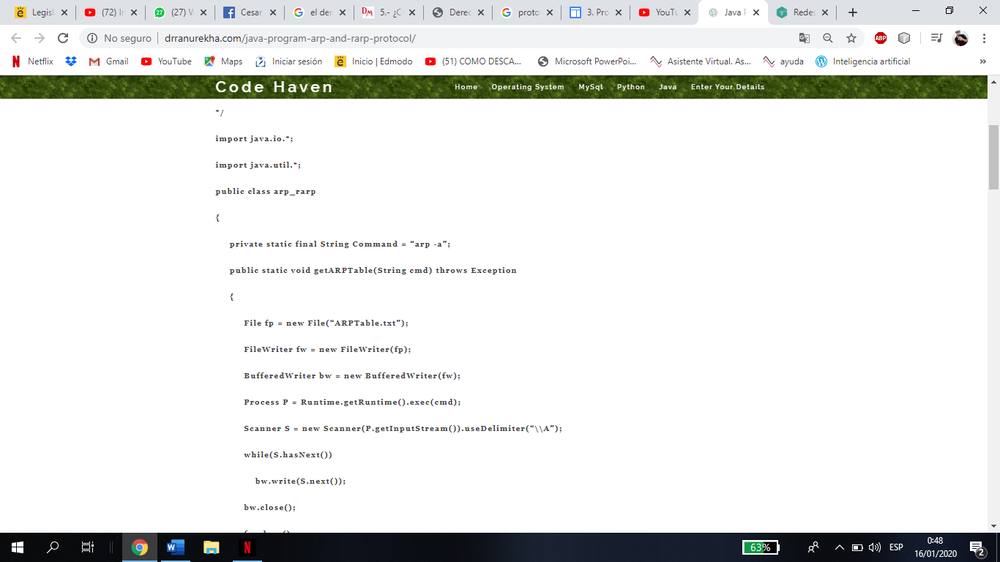 Legisl
(72) Ir
(27) W
Cesar
el der
5.- ¿C
Derec
proto
3. Pro
YouTu
Java P
Redes
No seguro
drranurekha.com/java-program-arp-and-rarp-protocol/
ABP
Netflix
Gmail
YouTube
Maps
Iniciar sesión
Inicio | Edmodo
(51) COMO DESCA...
Microsoft PowerPoi...
Asistente Virtual. As...
ayuda
Inteligencia artificial
»
Code Haven
Home
Operating System
MySql
Python
Java
Enter Your Details
*/
import java.io.*;
import java.util.*;
public class arp_rarp
{
private static final String Command = “arp -a”;
public static void getARPTable(String cmd) throws Exception
{
File fp = new File(“ARPTable.txt”);
FileWriter fw = new FileWriter(fp);
BufferedWriter bw = new BufferedWriter(fw);
Process P = Runtime.getRuntime().exec(cmd);
Scanner S = new Scanner(P.getInputStream()).useDelimiter(“\\A”);
while(S.hasNext())
bw.write(S.next());
bw.close();
63%
ESP
0:48
16/01/2020
2